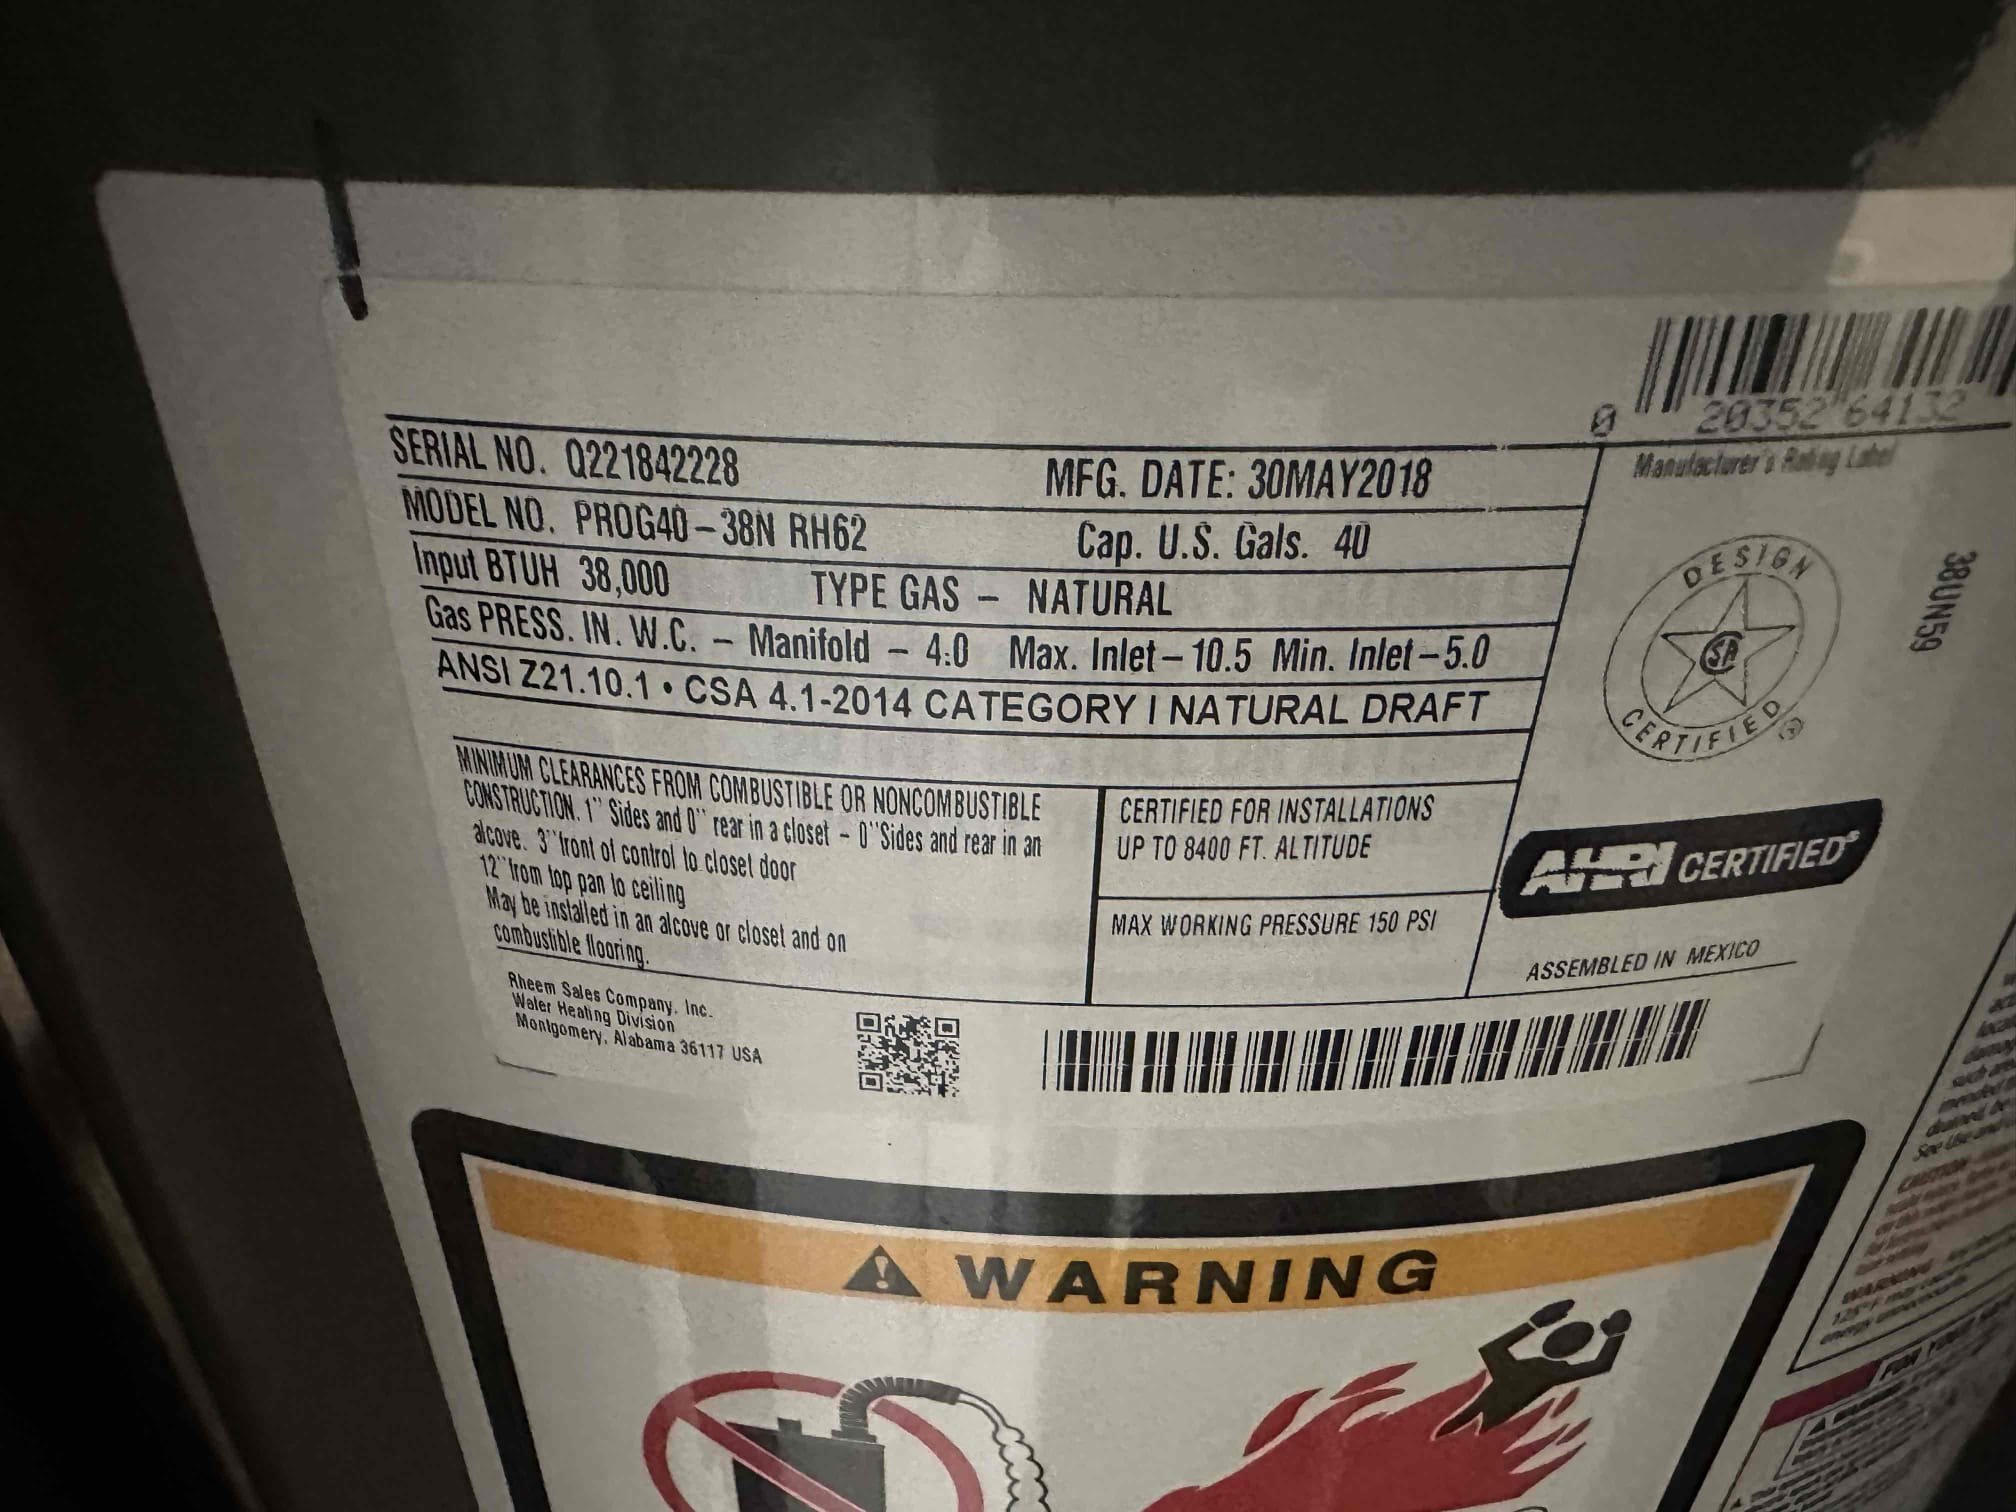 0 20352 64132
Manufacturer's Rating Label
SERIAL NO. Q221842228 MFG. DATE: 30MAY2018
MODEL NO. PROG40-38N RH62 Cap. U.S. Gals. 40
Input BTUH 38,000 TYPE GAS - NATURAL
Gas PRESS. IN. W.C. - Manifold - 4.0 Max. Inlet-10.5 Min. Inlet-5.0
ANSI Z21.10.1 • CSA 4.1-2014 CATEGORY I NATURAL DRAFT
DESIGN
SA
CERTIFIED®
38UN59
MINIMUM CLEARANCES FROM COMBUSTIBLE OR NONCOMBUSTIBLE
CONSTRUCTION. 1" Sides and 0" rear in a closet - 0" Sides and rear in an
alcove. 3" front of control to closet door
12" from top pan to ceiling
May be installed in an alcove or closet and on
combustible flooring.
CERTIFIED FOR INSTALLATIONS
UP TO 8400 FT. ALTITUDE
MAX WORKING PRESSURE 150 PSI
AHRI CERTIFIED
ASSEMBLED IN MEXICO
Rheem Sales Company, Inc.
Water Heating Division
Montgomery, Alabama 36117 USA
WARNING
CAUTION
WARNING